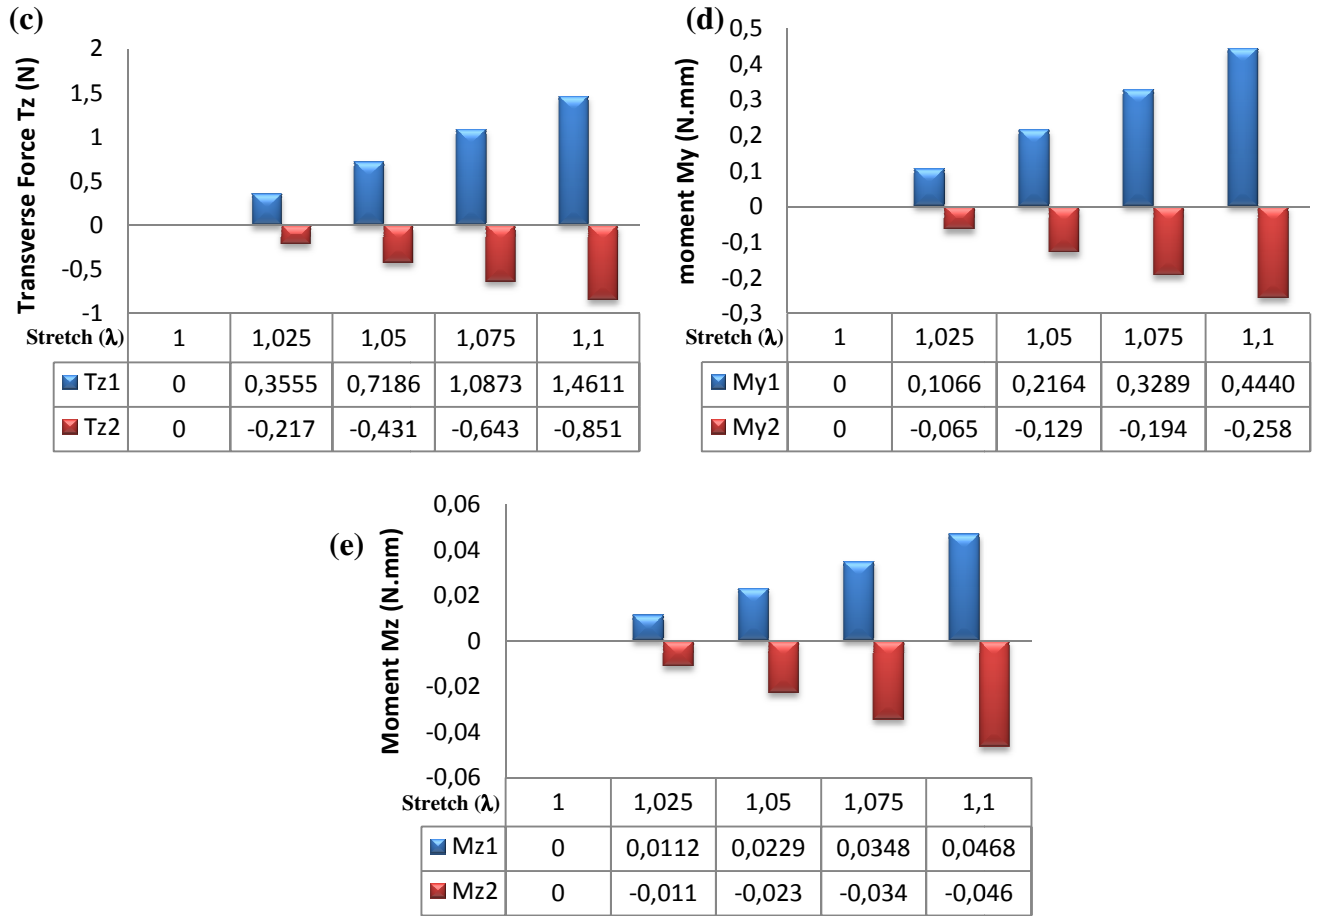 (c)
Transverse Force Tz (N)
2
1,5
1
0,5
0
-0,5
-1
Stretch (λ) 1 1,025 1,05 1,075 1,1
Tz1 0 0,3555 0,7186 1,0873 1,4611
Tz2 0 -0,217 -0,431 -0,643 -0,851
(d)
moment My (N.mm)
0,5
0,4
0,3
0,2
0,1
0
-0,1
-0,2
-0,3
Stretch (λ) 1 1,025 1,05 1,075 1,1
My1 0 0,1066 0,2164 0,3289 0,4440
My2 0 -0,065 -0,129 -0,194 -0,258
(e)
Moment Mz (N.mm)
0,06
0,04
0,02
0
-0,02
-0,04
-0,06
Stretch (λ) 1 1,025 1,05 1,075 1,1
Mz1 0 0,0112 0,0229 0,0348 0,0468
Mz2 0 -0,011 -0,023 -0,034 -0,046